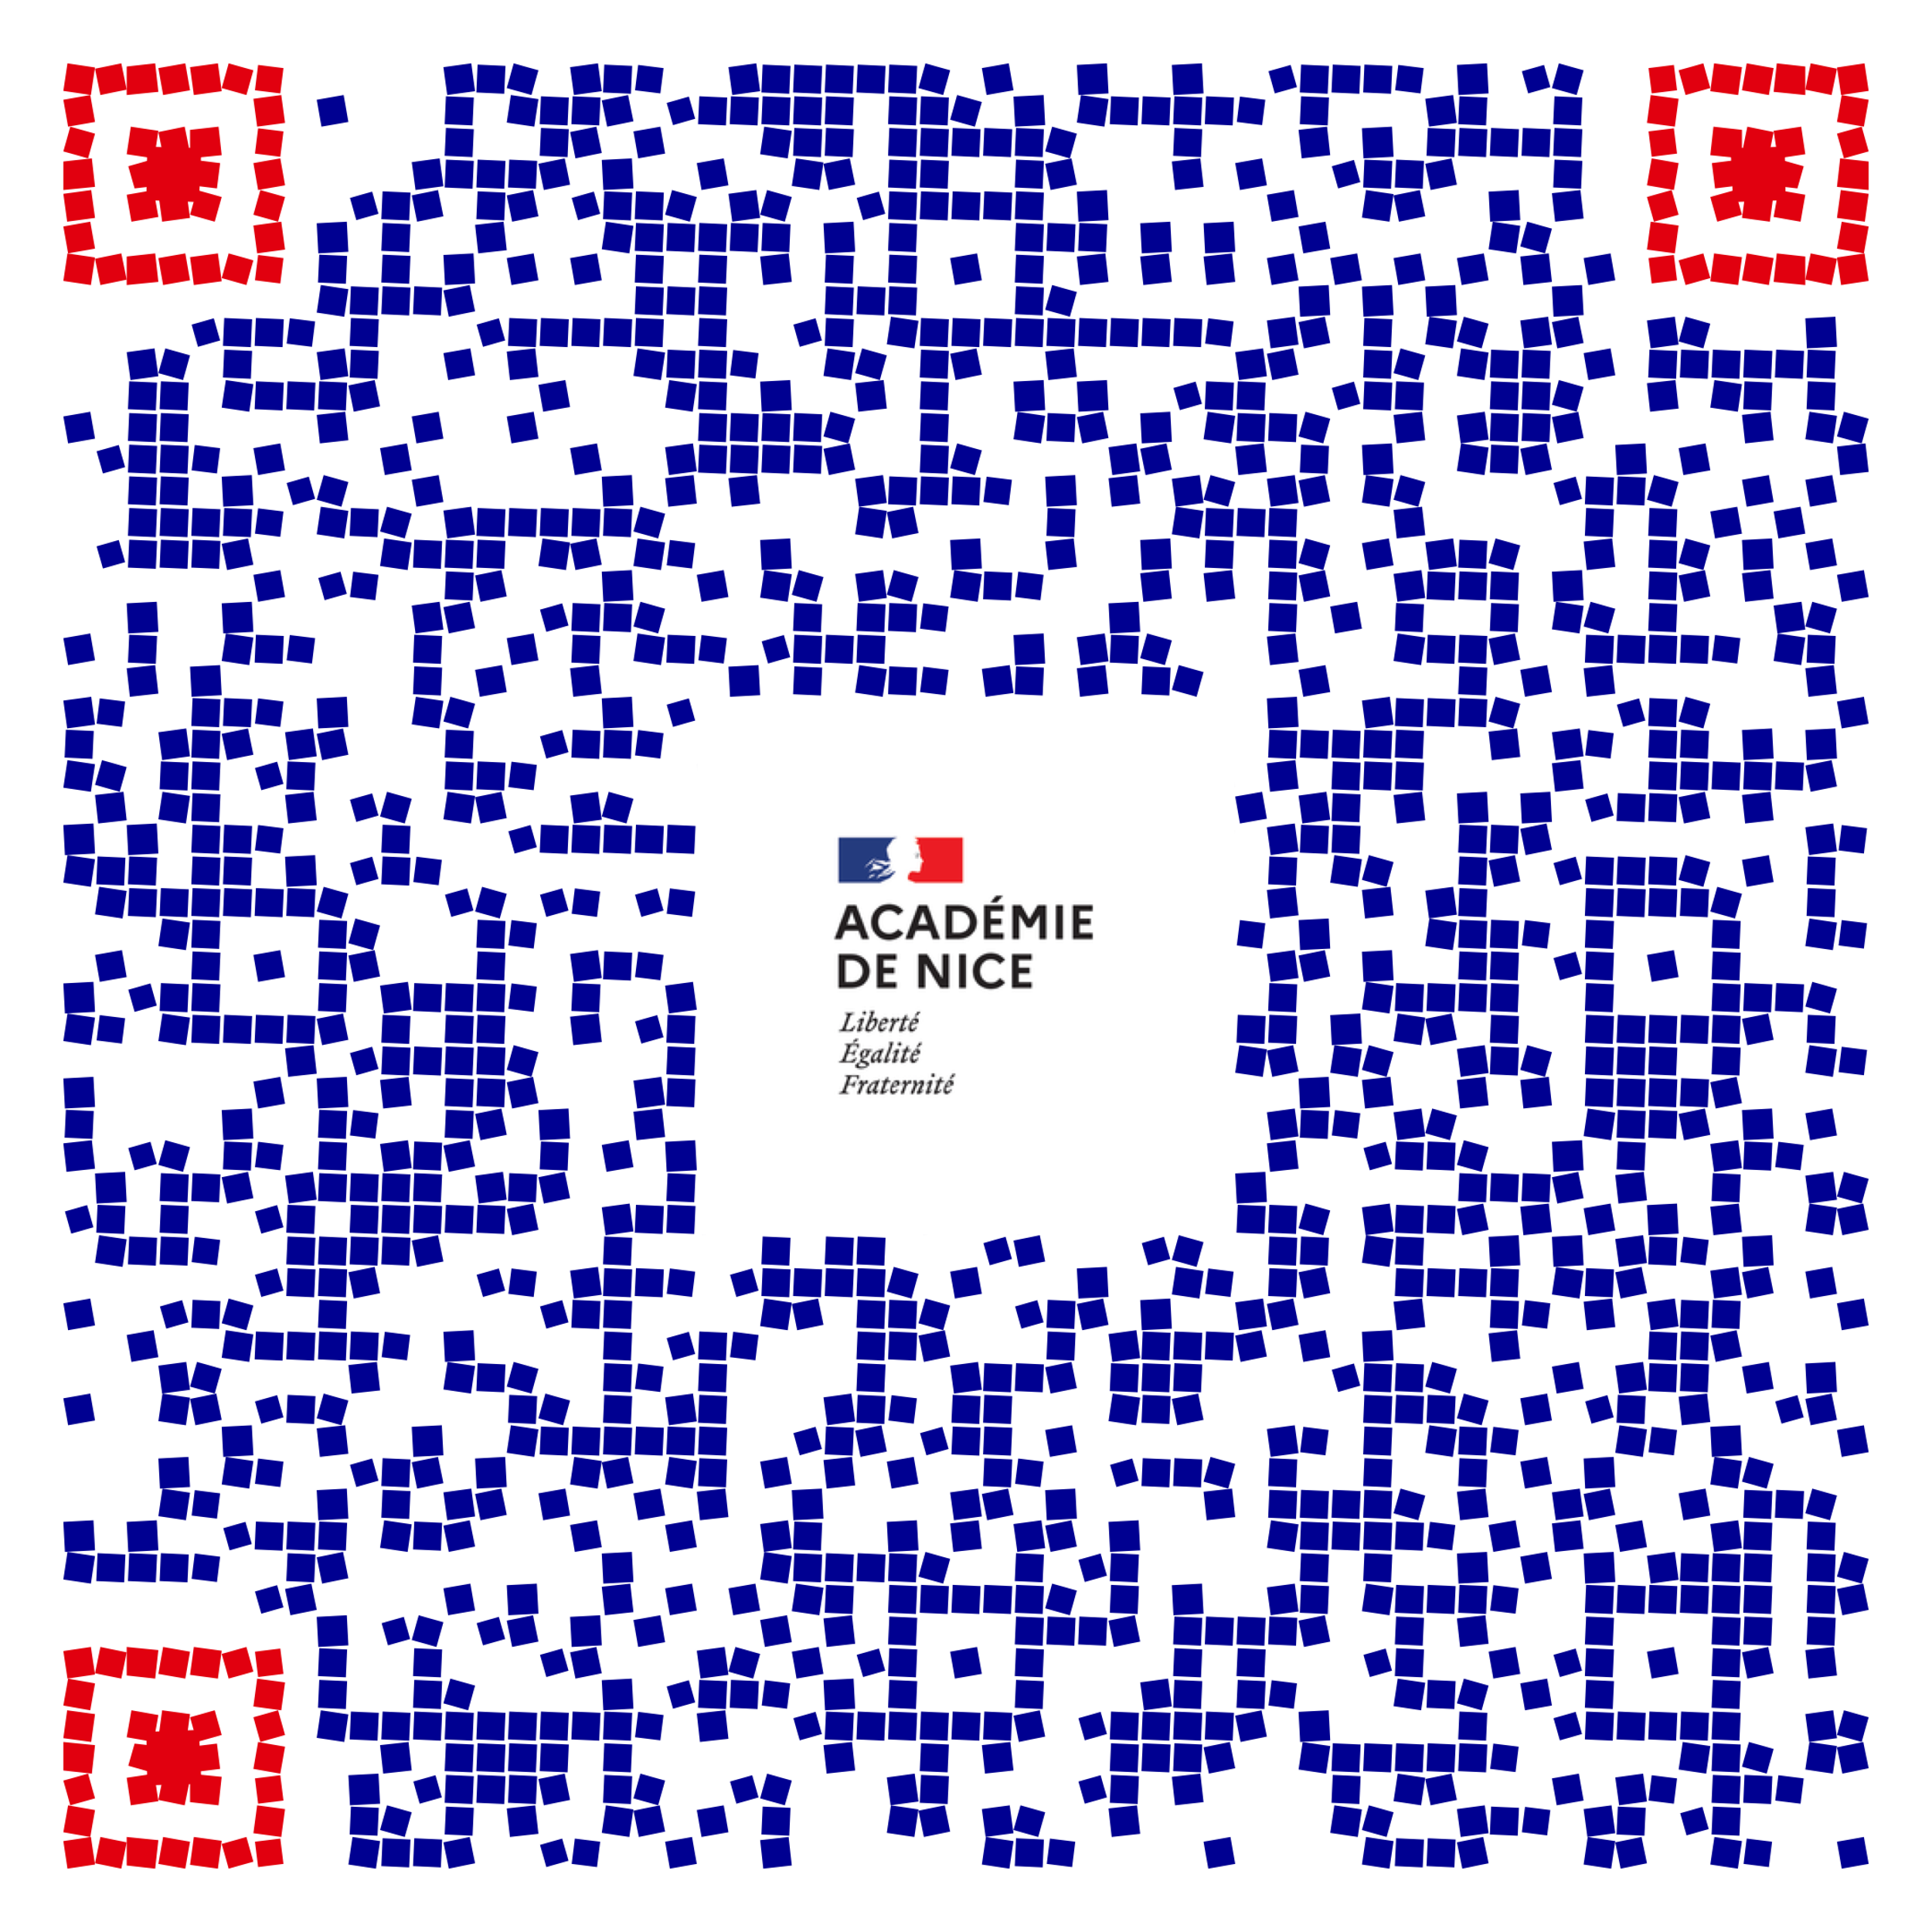 ACADÉMIE
DE NICE
Liberté
Égalité
Fraternité